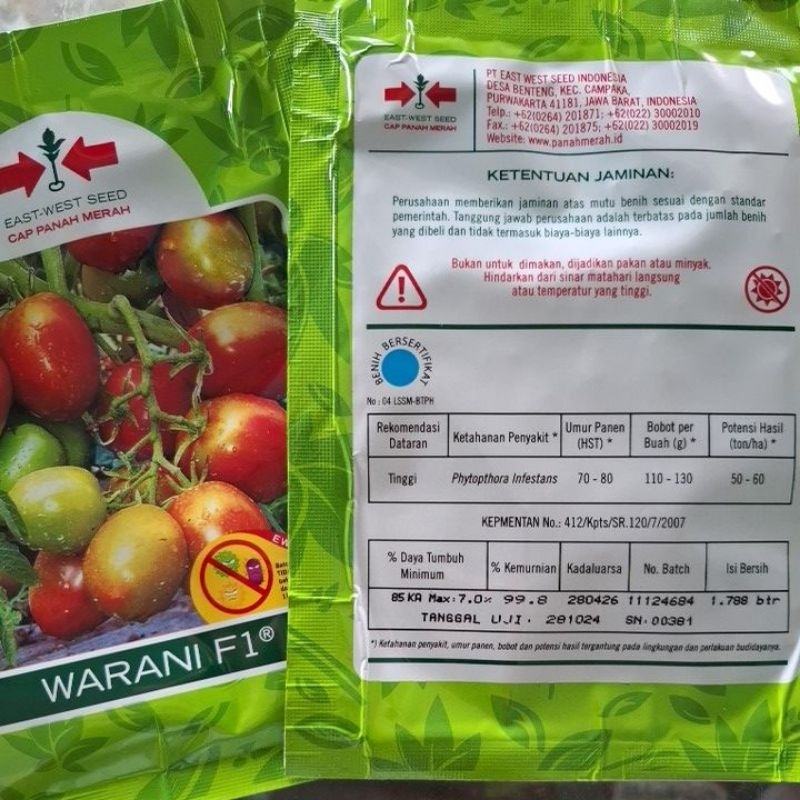 EAST-WEST SEED
CAP PANAH MERAH
WARANI F1®
EAST-WEST SEED
CAP PANAH MERAH
PT EAST WEST SEED INDONESIA
DESA BENTENG, KEC. CAMPAKA,
PURWAKARTA 41181, JAWA BARAT, INDONESIA
Telp.: +62(0264) 201871; +62(022) 30002010
Fax.: +62(0264) 201875; +62(022) 30002019
Website: www.panahmerah.id
KETENTUAN JAMINAN:
Perusahaan memberikan jaminan atas mutu benih sesuai dengan standar
pemerintah. Tanggung jawab perusahaan adalah terbatas pada jumlah benih
yang dibeli dan tidak termasuk biaya-biaya lainnya.
Bukan untuk dimakan, dijadikan pakan atau minyak.
Hindarkan dari sinar matahari langsung
atau temperatur yang tinggi.
BENIH BERSERTIFIKAT
No : 04 LSSM-BTPH
Rekomendasi Dataran Ketahanan Penyakit * Umur Panen (HST) * Bobot per Buah (g) * Potensi Hasil (ton/ha) *
Tinggi Phytopthora Infestans 70 - 80 110 - 130 50 - 60
KEPMENTAN No.: 412/Kpts/SR.120/7/2007
% Daya Tumbuh Minimum % Kemurnian Kadaluarsa No. Batch Isi Bersih
85 KA Max: 7.0% 99.8 280426 11124684 1.788 btr
TANGGAL UJI. 281024 SN.00381
*) Ketahanan penyakit, umur panen, bobot dan potensi hasil tergantung pada lingkungan dan perlakuan budidayanya.